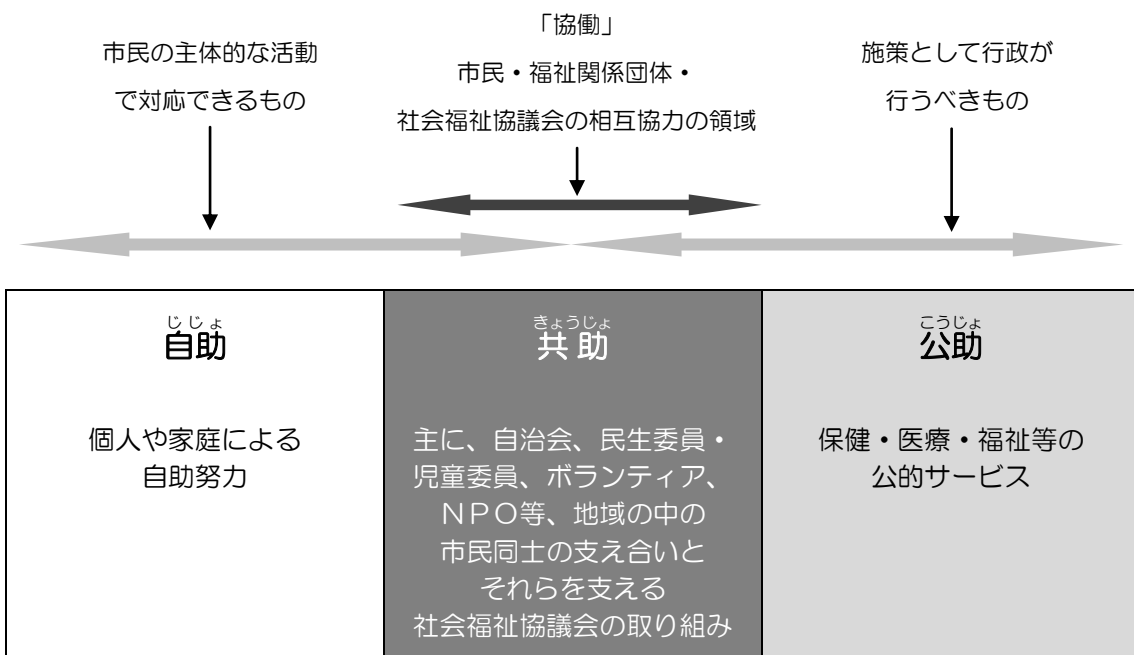 市民の主体的な活動
で対応できるもの
「協働」
市民・福祉関係団体・
社会福祉協議会の相互協力の領域
施策として行政が
行うべきもの
じじょ
自助
個人や家庭による
自助努力
きょうじょ
共助
主に、自治会、民生委員・
児童委員、ボランティア、
ＮＰＯ等、地域の中の
市民同士の支え合いと
それらを支える
社会福祉協議会の取り組み
こうじょ
公助
保健・医療・福祉等の
公的サービス